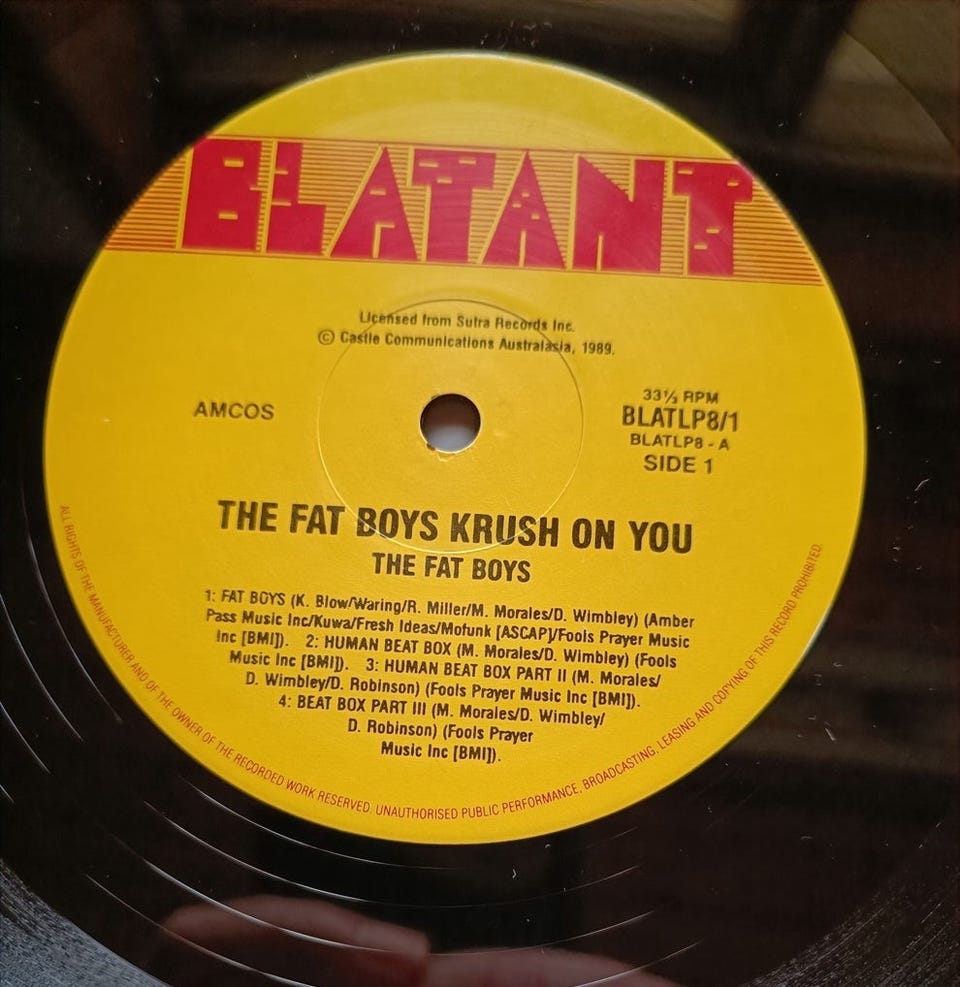 BLATANT
Licensed from Sutra Records Inc.
© Castle Communications Australasia, 1989.
AMCOS
33⅓ RPM
BLATLP8/1
BLATLP8 - A
SIDE 1
THE FAT BOYS KRUSH ON YOU
THE FAT BOYS
1: FAT BOYS (K. Blow/Waring/R. Miller/M. Morales/D. Wimbley) (Amber
Pass Music Inc/Kuwa/Fresh Ideas/Mofunk [ASCAP]/Fools Prayer Music
Inc [BMI]). 2: HUMAN BEAT BOX (M. Morales/D. Wimbley) (Fools
Music Inc [BMI]). 3: HUMAN BEAT BOX PART II (M. Morales/
D. Wimbley/D. Robinson) (Fools Prayer Music Inc [BMI]).
4: BEAT BOX PART III (M. Morales/D. Wimbley/
D. Robinson) (Fools Prayer
Music Inc [BMI]).
ALL RIGHTS OF THE MANUFACTURER AND OF THE OWNER OF THE RECORDED WORK RESERVED. UNAUTHORISED PUBLIC PERFORMANCE, BROADCASTING, LEASING AND COPYING OF THIS RECORD PROHIBITED.